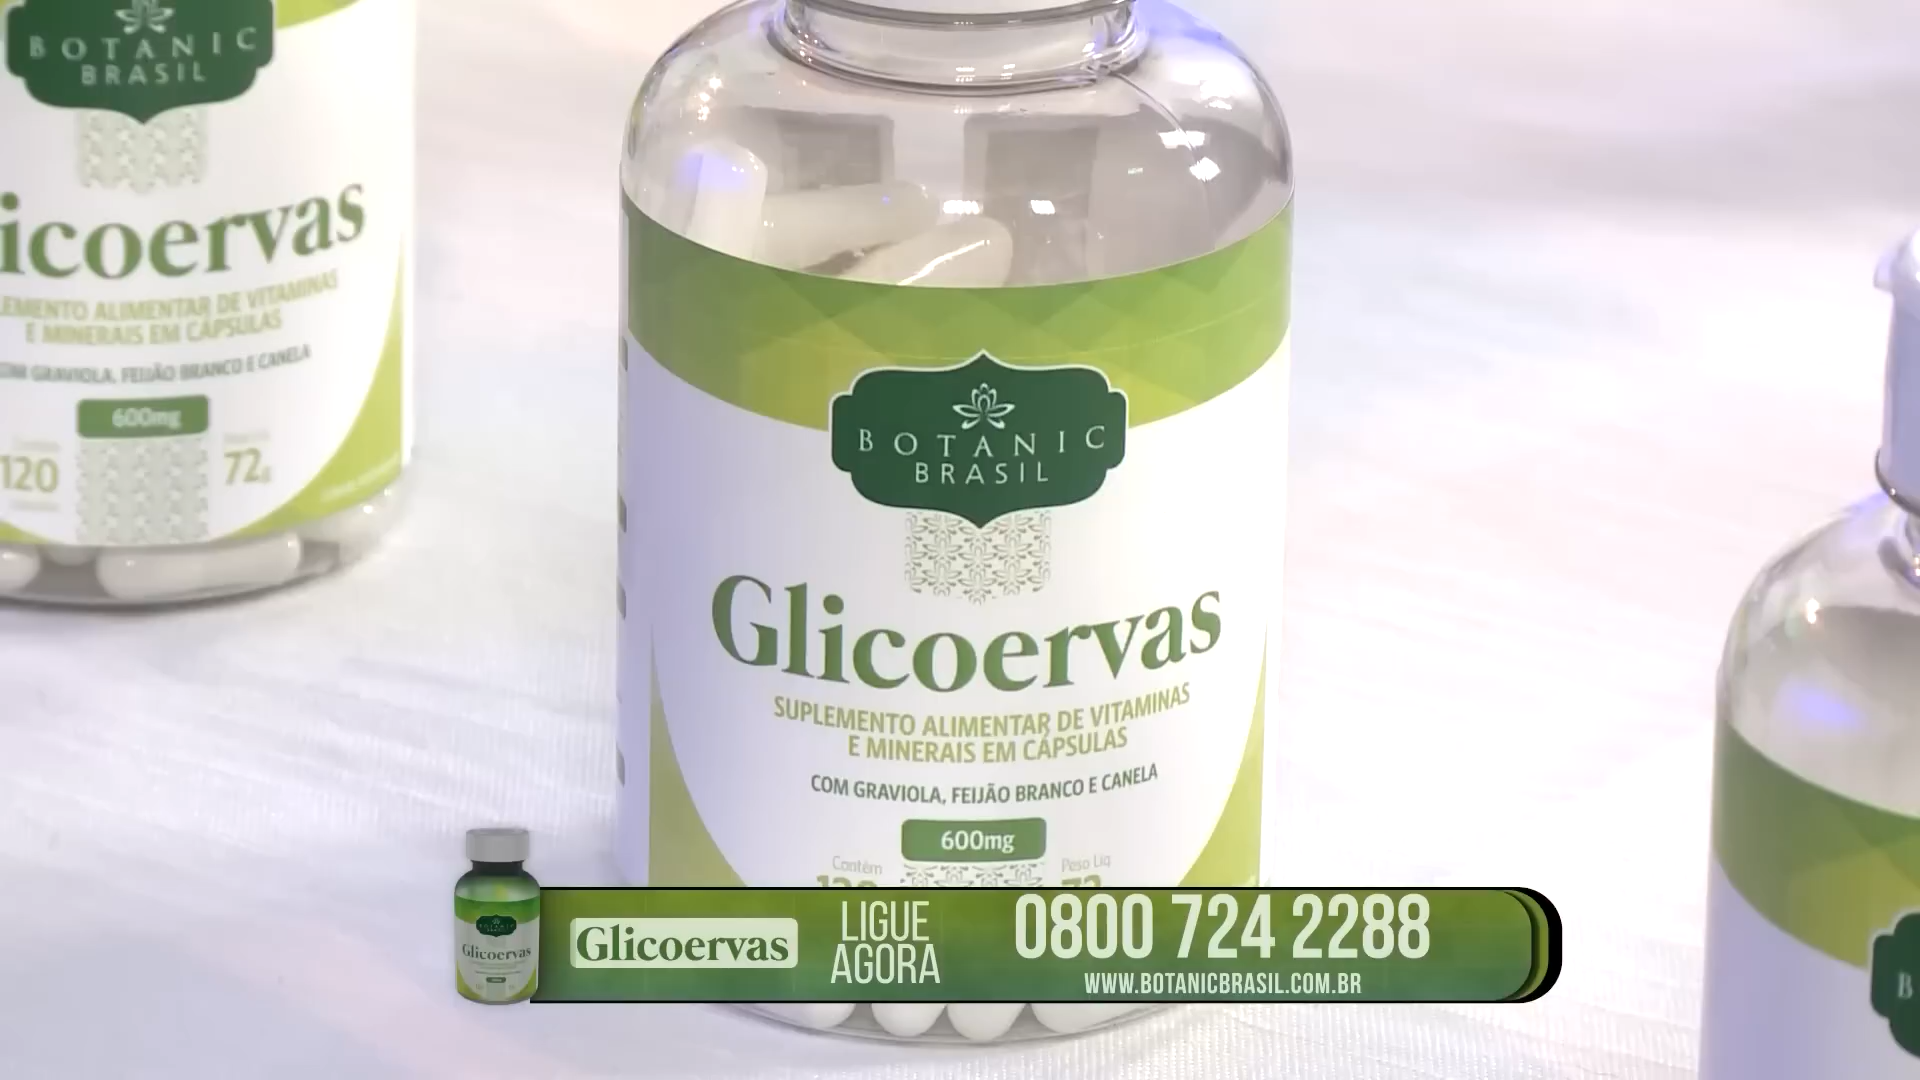 BOTANIC
BRASIL
icoervas
LEMENTO ALIMENTAR DE VITAMINAS
E MINERAIS EM CÁPSULAS
COM GRAVIOLA, FEIJÃO BRANCO E CANELA
600mg
120
72g
BOTANIC
BRASIL
Glicoervas
SUPLEMENTO ALIMENTAR DE VITAMINAS
E MINERAIS EM CÁPSULAS
COM GRAVIOLA, FEIJÃO BRANCO E CANELA
600mg
Contém
Peso Líq
120
72
B
Glicoervas
Glicoervas
LIGUE
AGORA
0800 724 2288
WWW.BOTANICBRASIL.COM.BR